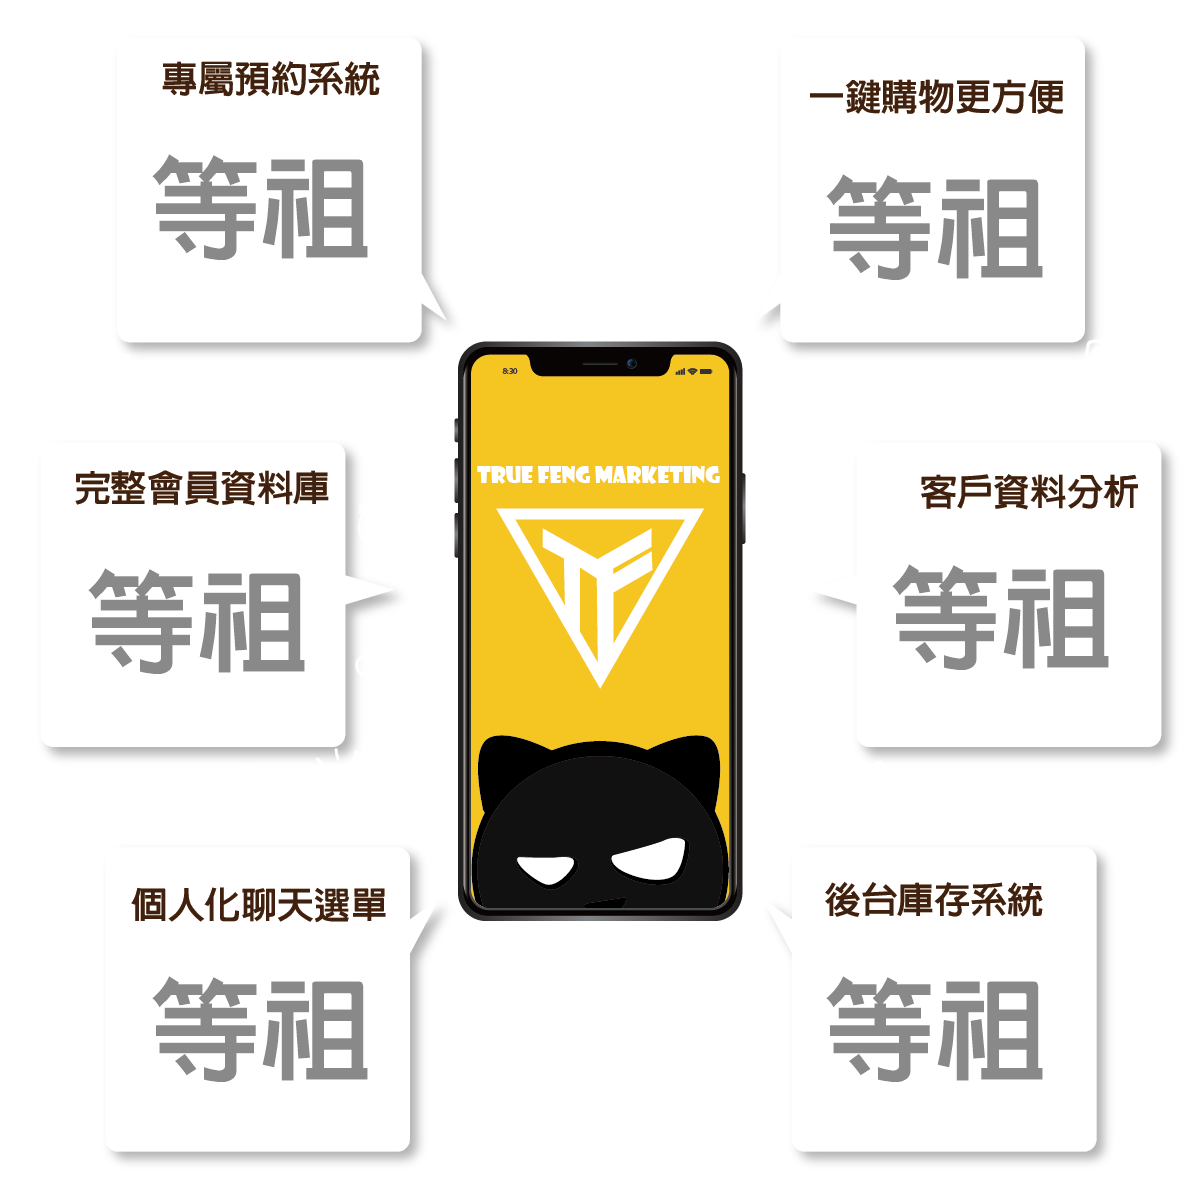 專屬預約系統
等祖
一鍵購物更方便
等祖
8:30
TRUE FENG MARKETING
TF
完整會員資料庫
等祖
客戶資料分析
等祖
個人化聊天選單
等祖
後台庫存系統
等祖